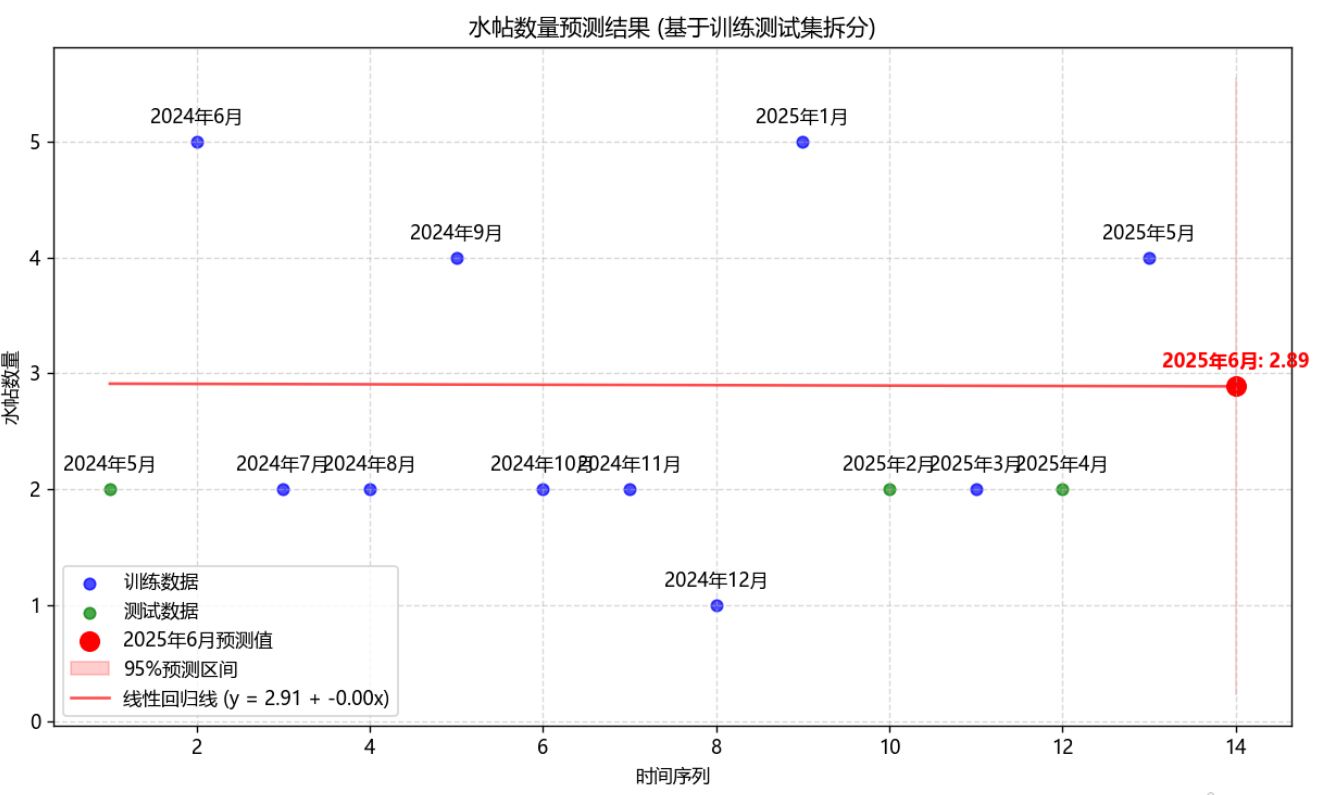 水帖数量预测结果 (基于训练测试集拆分)
2024年6月
2025年1月
5
2024年9月
2025年5月
4
2025年6月: 2.89
3
水帖数量
2024年5月
2024年7月
2024年8月
2024年10月
2024年11月
2025年2月
2025年3月
2025年4月
2
2024年12月
1
训练数据
测试数据
2025年6月预测值
95%预测区间
线性回归线 (y = 2.91 + -0.00x)
0
2
4
6
8
10
12
14
时间序列